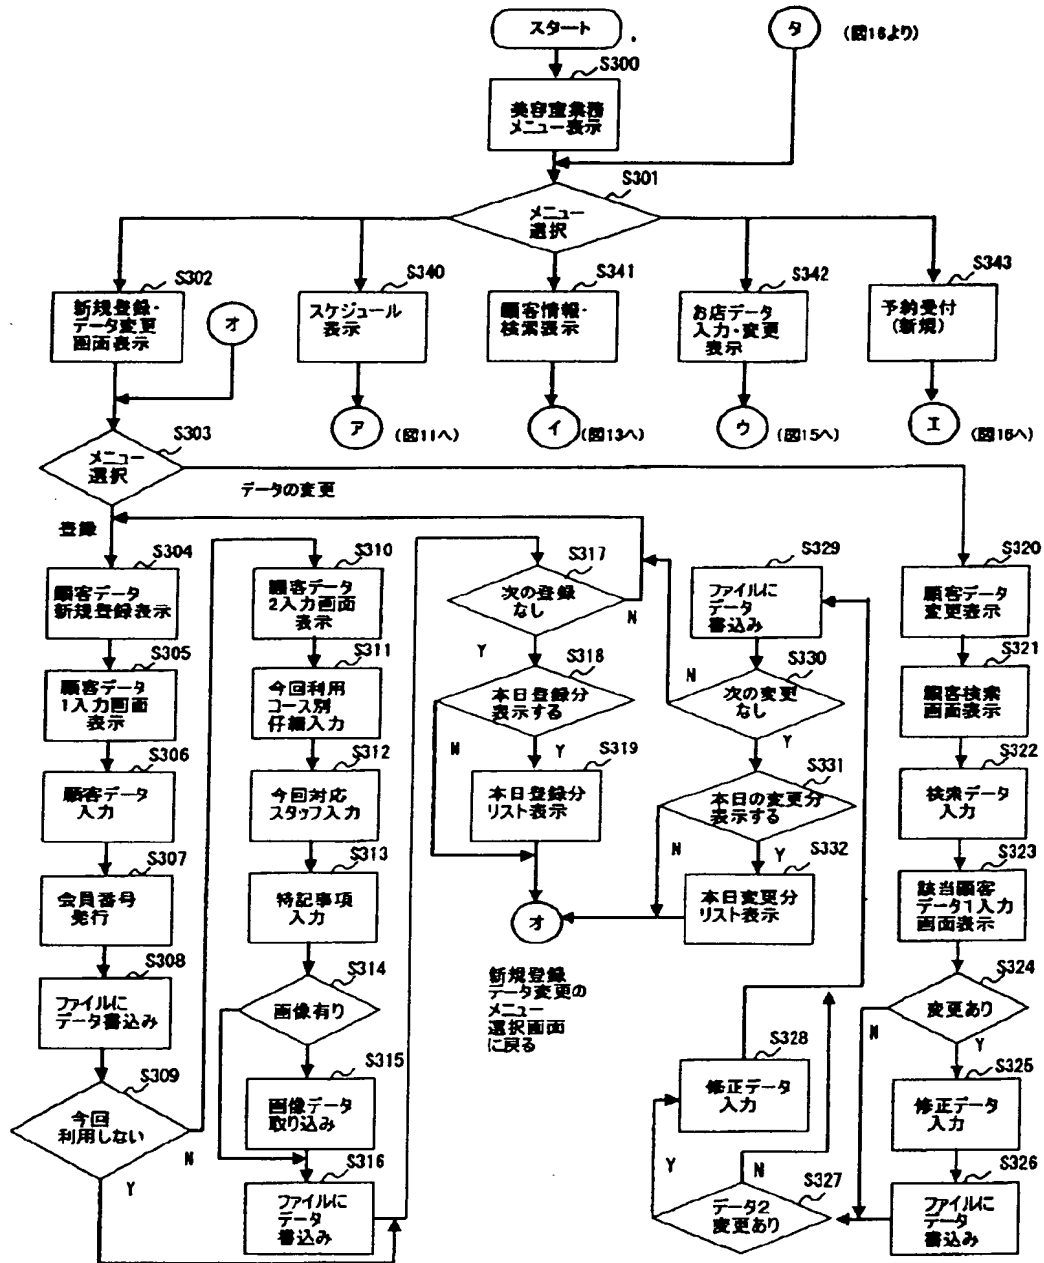 スタート
タ
(図16より)
S300
美容室業務
メニュー表示
S301
メニュー
選択
S302
新規登録・
データ変更
画面表示
オ
S340
スケジュール
表示
S341
顧客情報・
検索表示
S342
お店データ
入力・変更
表示
S343
予約受付
(新規)
ア
(図11へ)
イ
(図13へ)
ウ
(図15へ)
エ
(図16へ)
S303
メニュー
選択
データの変更
登録
S304
顧客データ
新規登録表示
S305
顧客データ
1入力画面
表示
S306
顧客データ
入力
S307
会員番号
発行
S308
ファイルに
データ書込み
S309
今回
利用しない
N
Y
S310
顧客データ
2入力画面
表示
S311
今回利用
コース別
仔細入力
S312
今回対応
スタッフ入力
S313
特記事項
入力
S314
画像有り
S315
画像データ
取り込み
S316
ファイルに
データ
書込み
S317
次の登録
なし
N
Y
S318
本日登録分
表示する
N
Y
S319
本日登録分
リスト表示
オ
新規登録
データ変更の
メニュー
選択画面
に戻る
S329
ファイルに
データ
書込み
S330
次の変更
なし
N
Y
S331
本日の変更分
表示する
N
Y
S332
本日変更分
リスト表示
S328
修正データ
入力
Y
N
S327
データ2
変更あり
S320
顧客データ
変更表示
S321
顧客検索
画面表示
S322
検索データ
入力
S323
該当顧客
データ1入力
画面表示
S324
変更あり
N
Y
S325
修正データ
入力
S326
ファイルに
データ
書込み